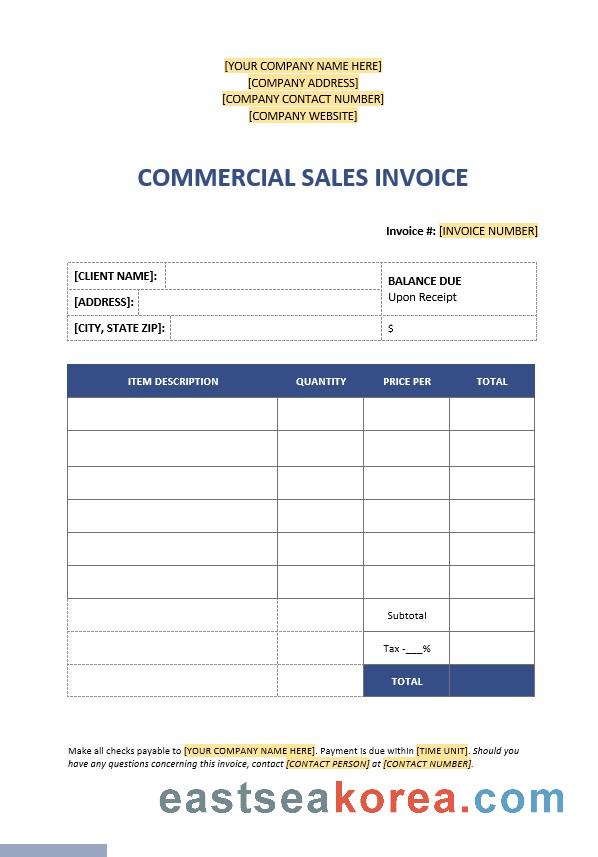 [YOUR COMPANY NAME HERE]
[COMPANY ADDRESS]
[COMPANY CONTACT NUMBER]
[COMPANY WEBSITE]
COMMERCIAL SALES INVOICE
Invoice #: [INVOICE NUMBER]
[CLIENT NAME]:
[ADDRESS]:
[CITY, STATE ZIP]:
BALANCE DUE
Upon Receipt
$
ITEM DESCRIPTION QUANTITY PRICE PER TOTAL
Subtotal
Tax -___%
TOTAL
Make all checks payable to [YOUR COMPANY NAME HERE]. Payment is due within [TIME UNIT]. Should you
have any questions concerning this invoice, contact [CONTACT PERSON] at [CONTACT NUMBER].
eastseakorea.com